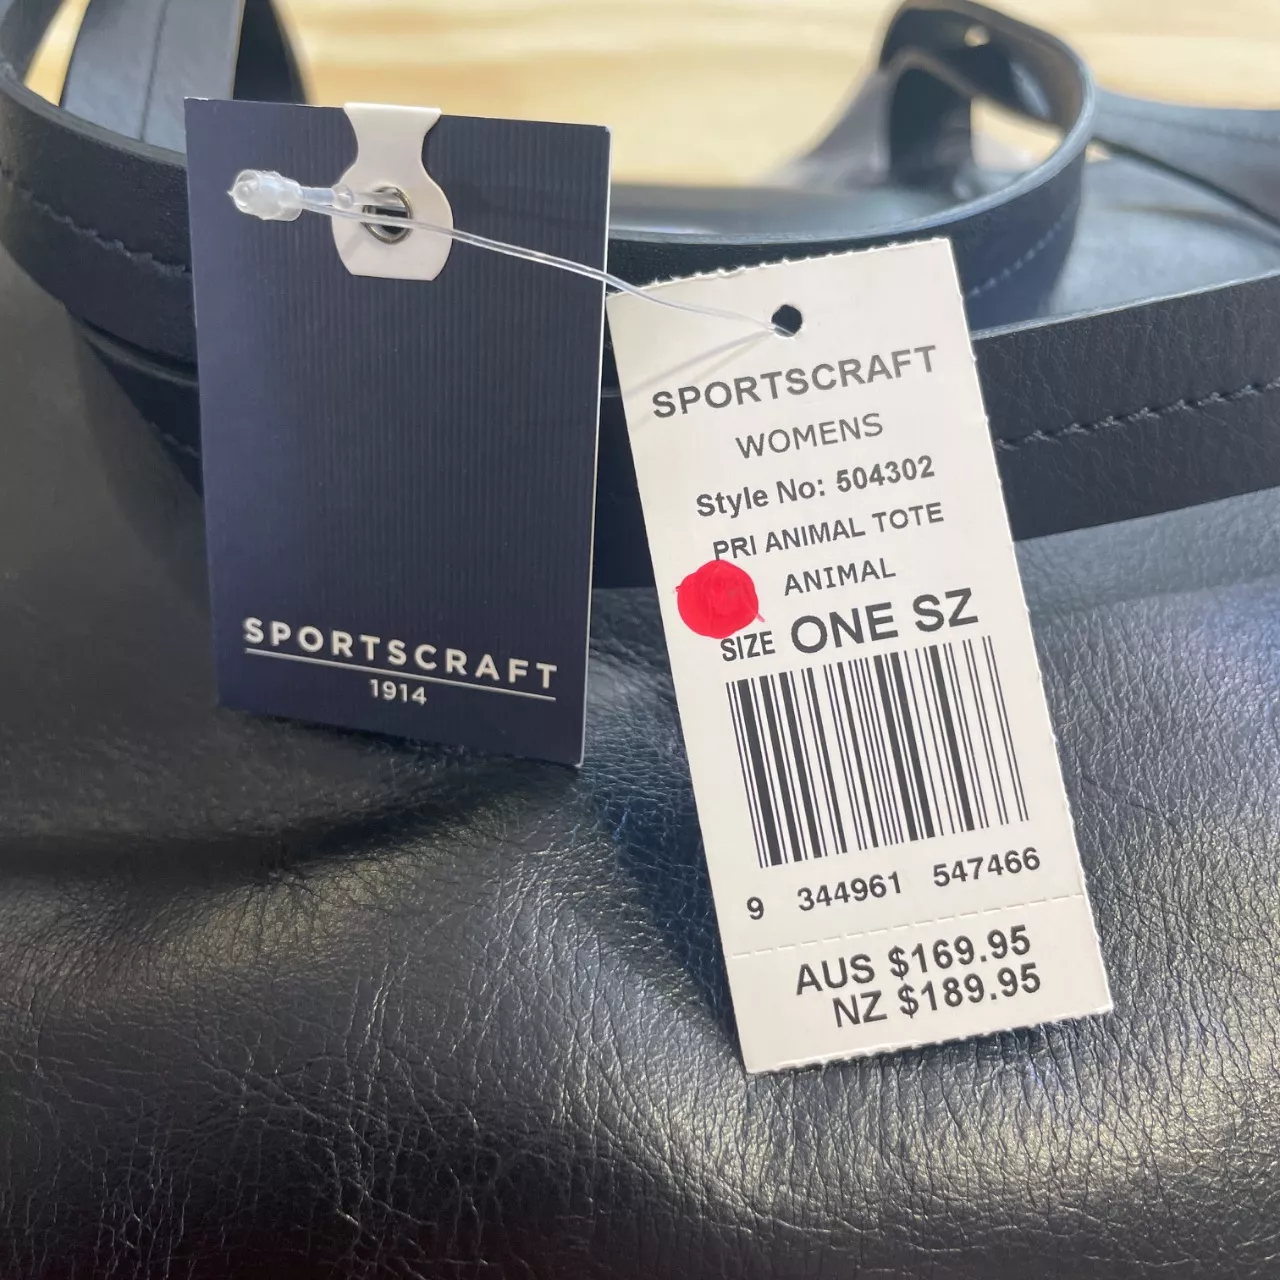 SPORTSCRAFT
1914
SPORTSCRAFT
WOMENS
Style No: 504302
PRI ANIMAL TOTE
ANIMAL
SIZE ONE SZ
9 344961 547466
AUS $169.95
NZ $189.95